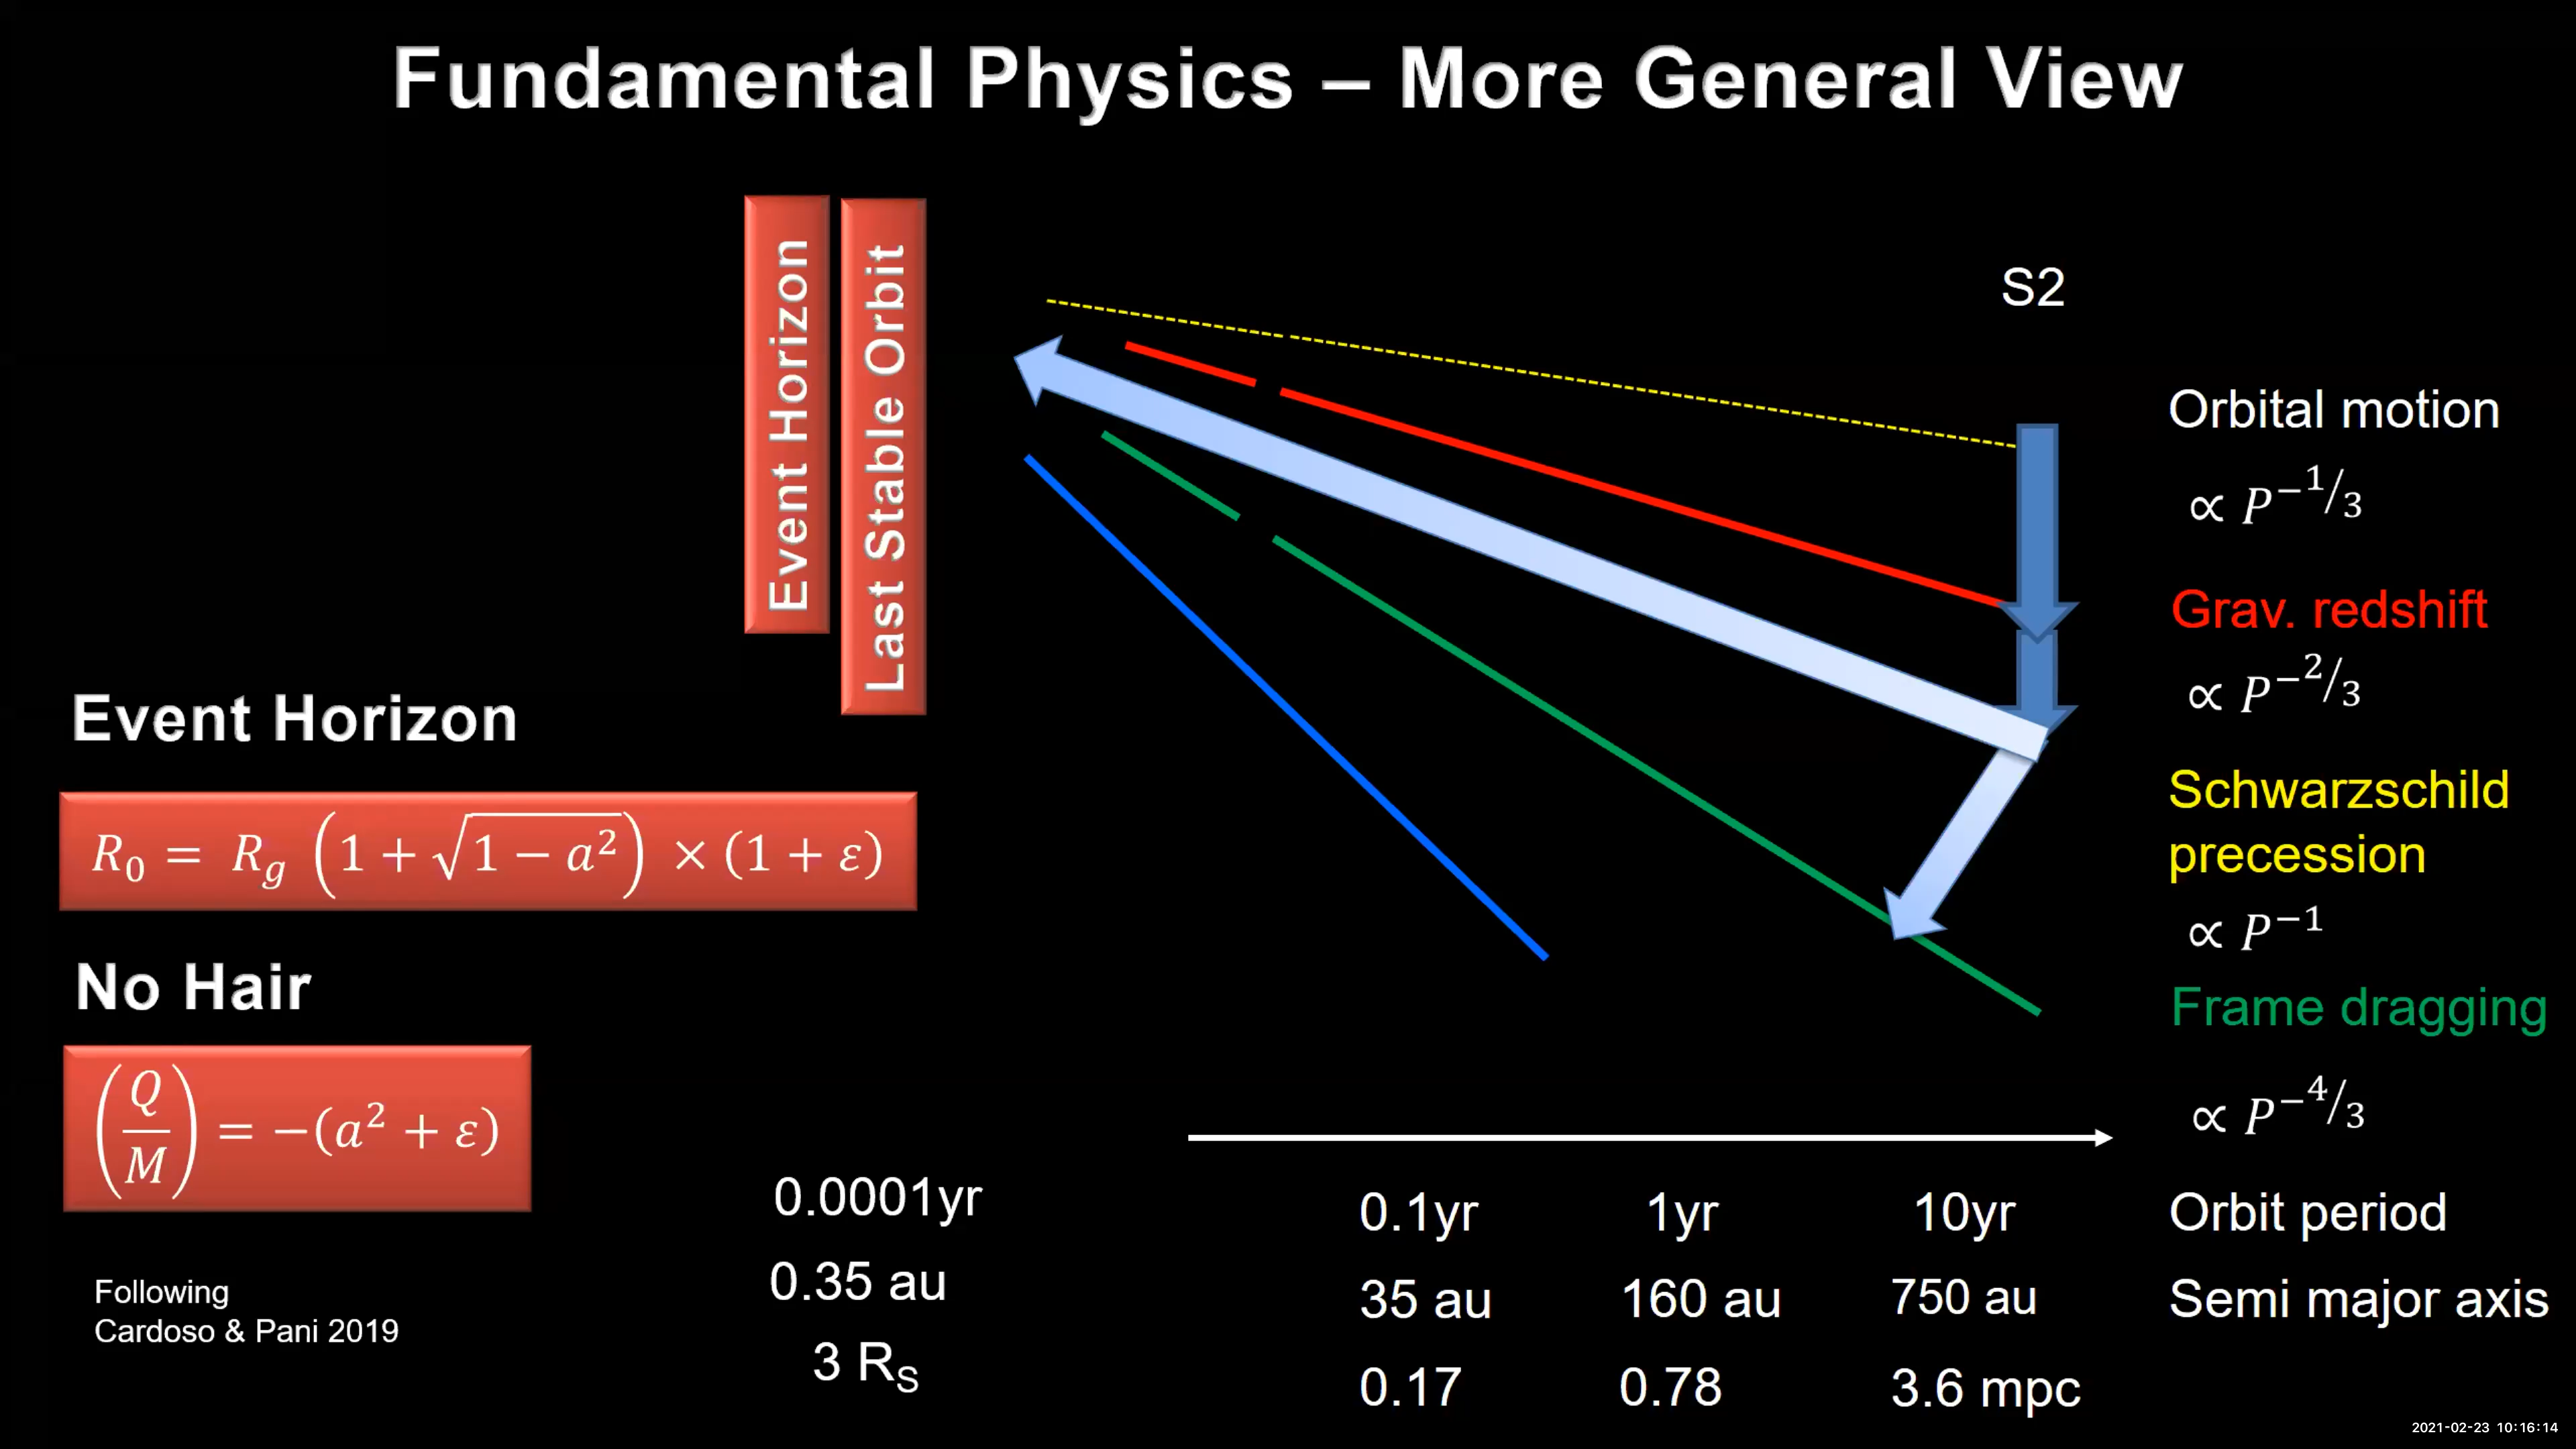 Fundamental Physics – More General View
Event Horizon
Last Stable Orbit
S2
Orbital motion
∝ P^{-1/3}
Grav. redshift
∝ P^{-2/3}
Schwarzschild
precession
∝ P^{-1}
Frame dragging
∝ P^{-4/3}
Event Horizon
R_0 = R_g (1 + √(1 − a^2)) × (1 + ε)
No Hair
(Q/M) = −(a^2 + ε)
Following
Cardoso & Pani 2019
0.0001yr 0.1yr 1yr 10yr Orbit period
0.35 au 35 au 160 au 750 au Semi major axis
3 R_S 0.17 0.78 3.6 mpc
2021-02-23 10:16:14